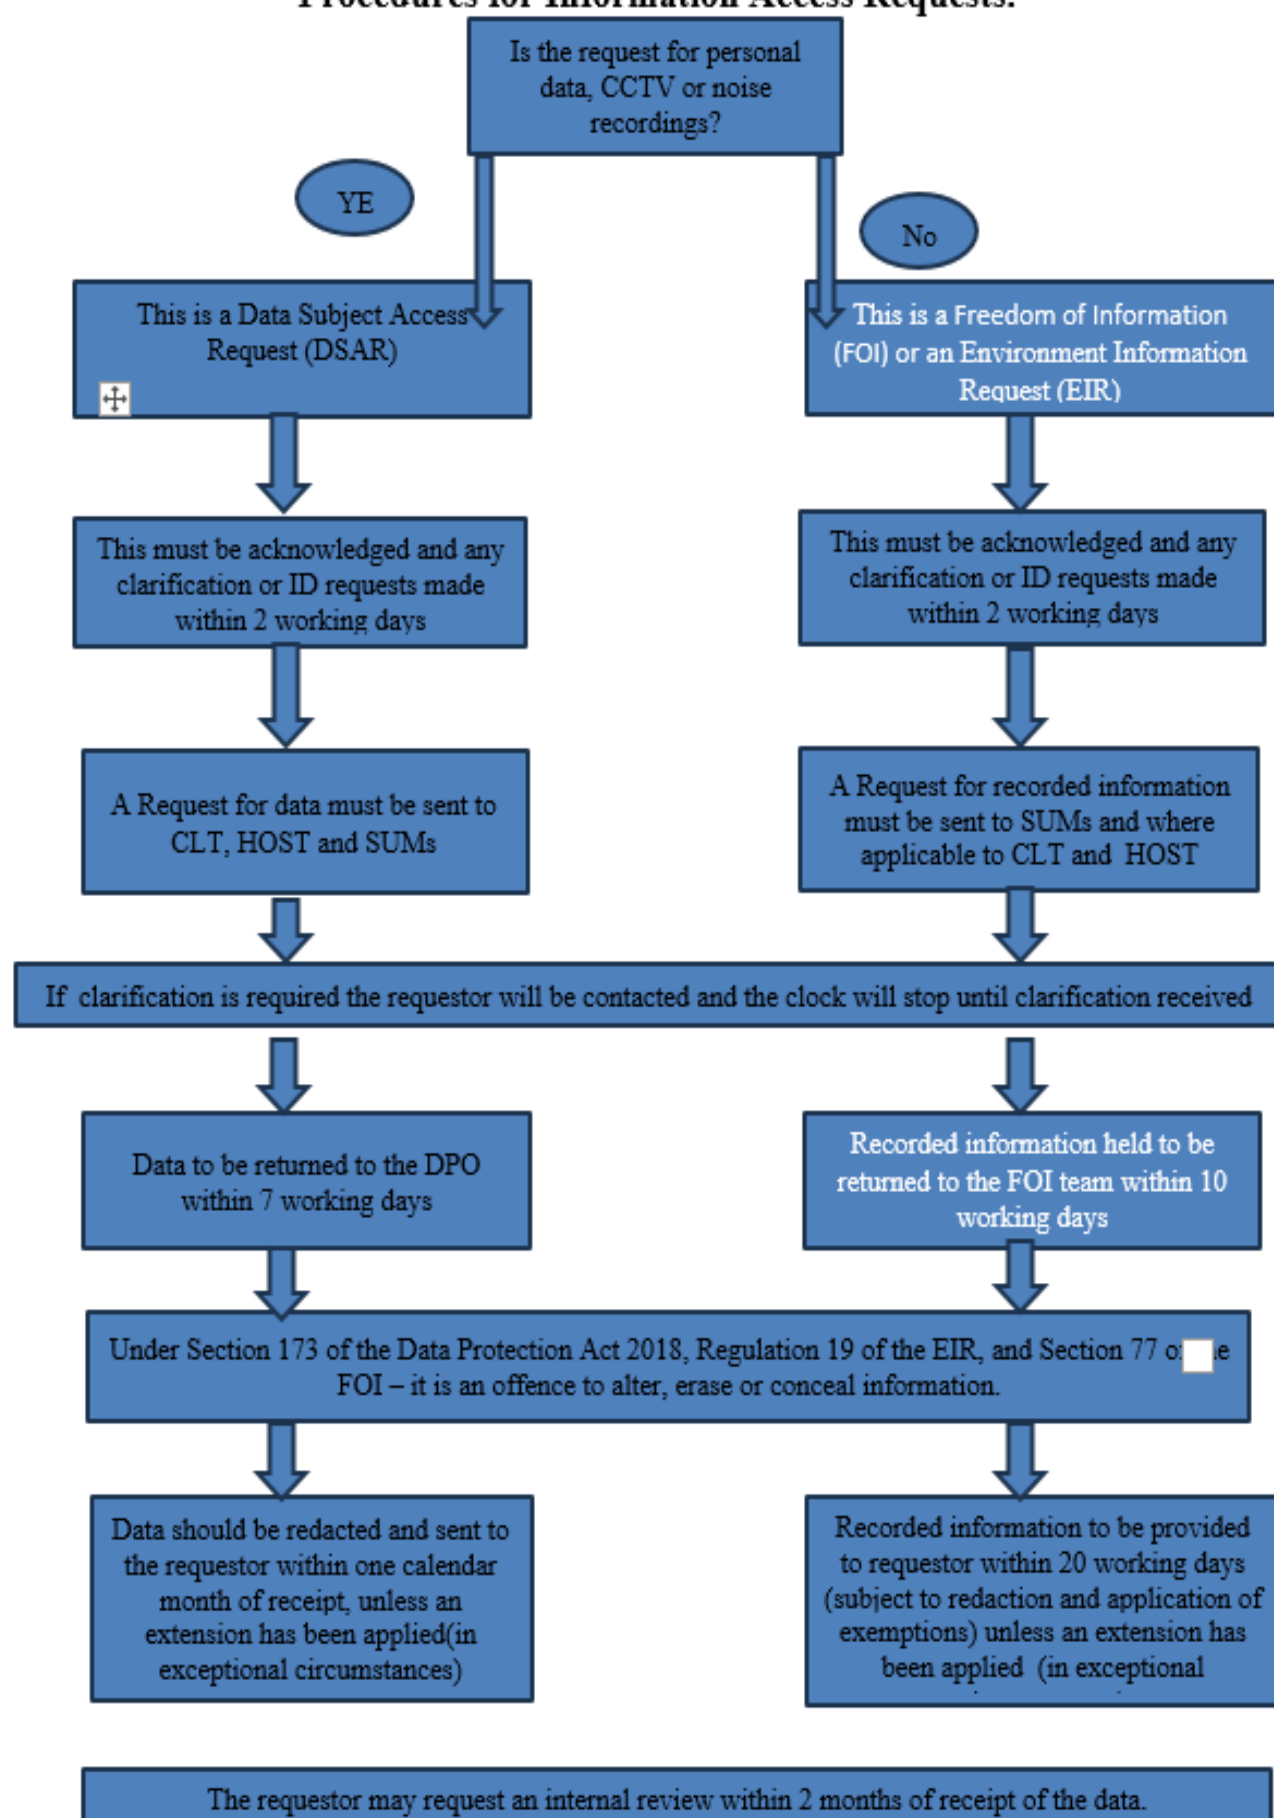 Procedures for Information Access Requests.
Is the request for personal
data, CCTV or noise
recordings?
YE
No
This is a Data Subject Access
Request (DSAR)
This is a Freedom of Information
(FOI) or an Environment Information
Request (EIR)
This must be acknowledged and any
clarification or ID requests made
within 2 working days
This must be acknowledged and any
clarification or ID requests made
within 2 working days
A Request for data must be sent to
CLT, HOST and SUMs
A Request for recorded information
must be sent to SUMs and where
applicable to CLT and HOST
If clarification is required the requestor will be contacted and the clock will stop until clarification received
Data to be returned to the DPO
within 7 working days
Recorded information held to be
returned to the FOI team within 10
working days
Under Section 173 of the Data Protection Act 2018, Regulation 19 of the EIR, and Section 77
FOI – it is an offence to alter, erase or conceal information.
Data should be redacted and sent to
the requestor within one calendar
month of receipt, unless an
extension has been applied(in
exceptional circumstances)
Recorded information to be provided
to requestor within 20 working days
(subject to redaction and application of
exemptions) unless an extension has
been applied (in exceptional
The requestor may request an internal review within 2 months of receipt of the data.